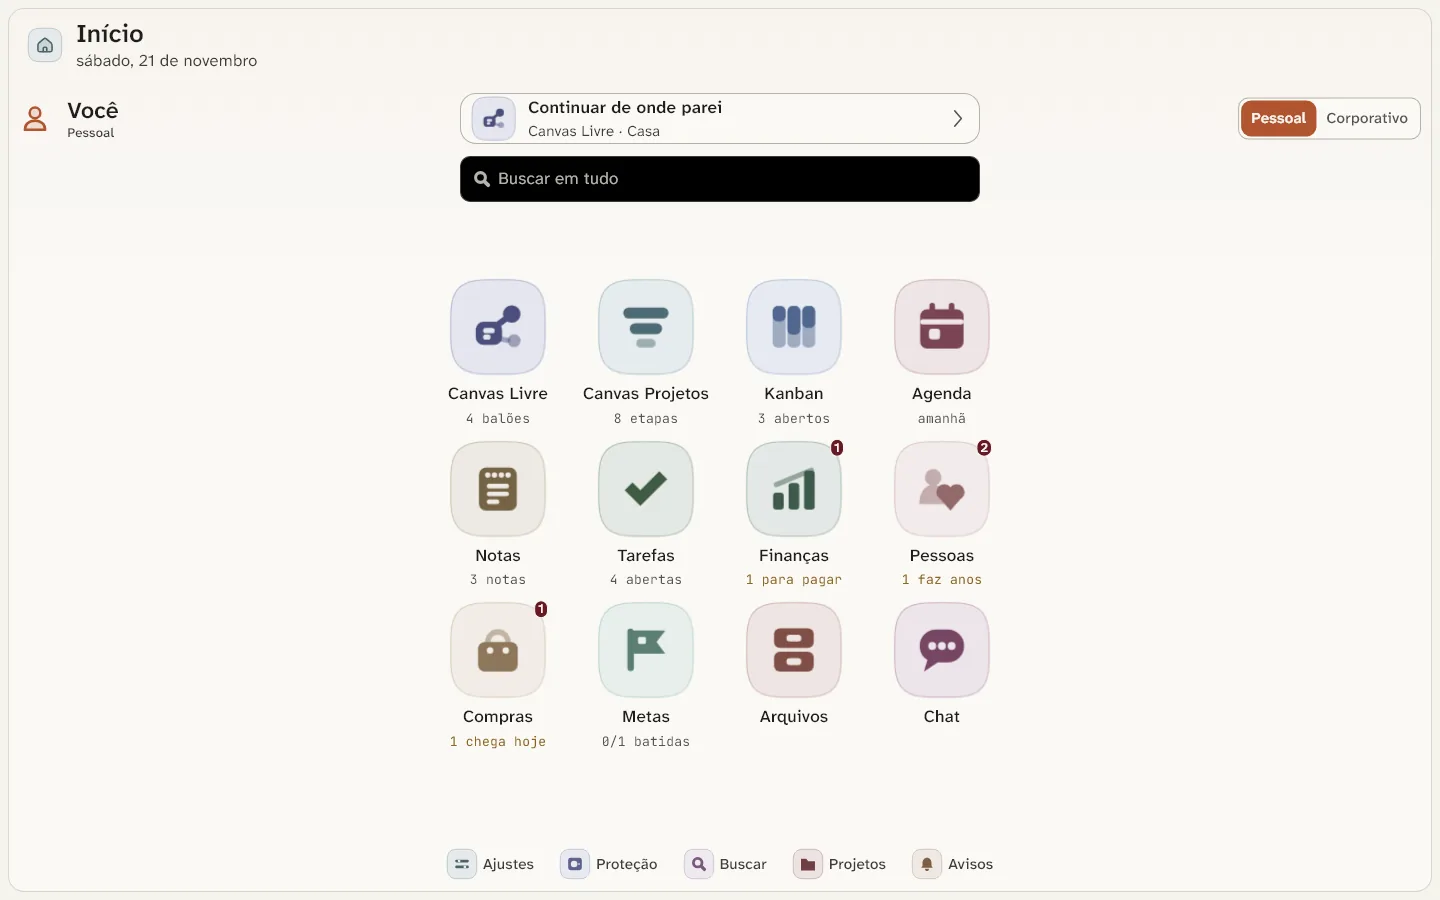 Início
sábado, 21 de novembro
Você
Pessoal
Continuar de onde parei
Canvas Livre · Casa
Pessoal
Corporativo
Buscar em tudo
Canvas Livre
4 balões
Canvas Projetos
8 etapas
Kanban
3 abertos
Agenda
amanhã
Notas
3 notas
Tarefas
4 abertas
1
Finanças
1 para pagar
2
Pessoas
1 faz anos
1
Compras
1 chega hoje
Metas
0/1 batidas
Arquivos
Chat
Ajustes
Proteção
Buscar
Projetos
Avisos